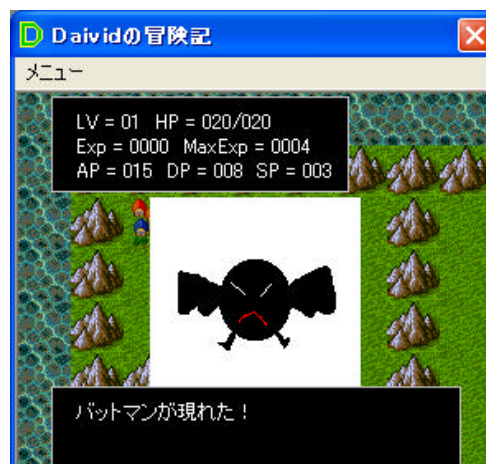 Daividの冒険記
メニュー
LV = 01 HP = 020/020
Exp = 0000 MaxExp = 0004
AP = 015 DP = 008 SP = 003
バットマンが現れた！